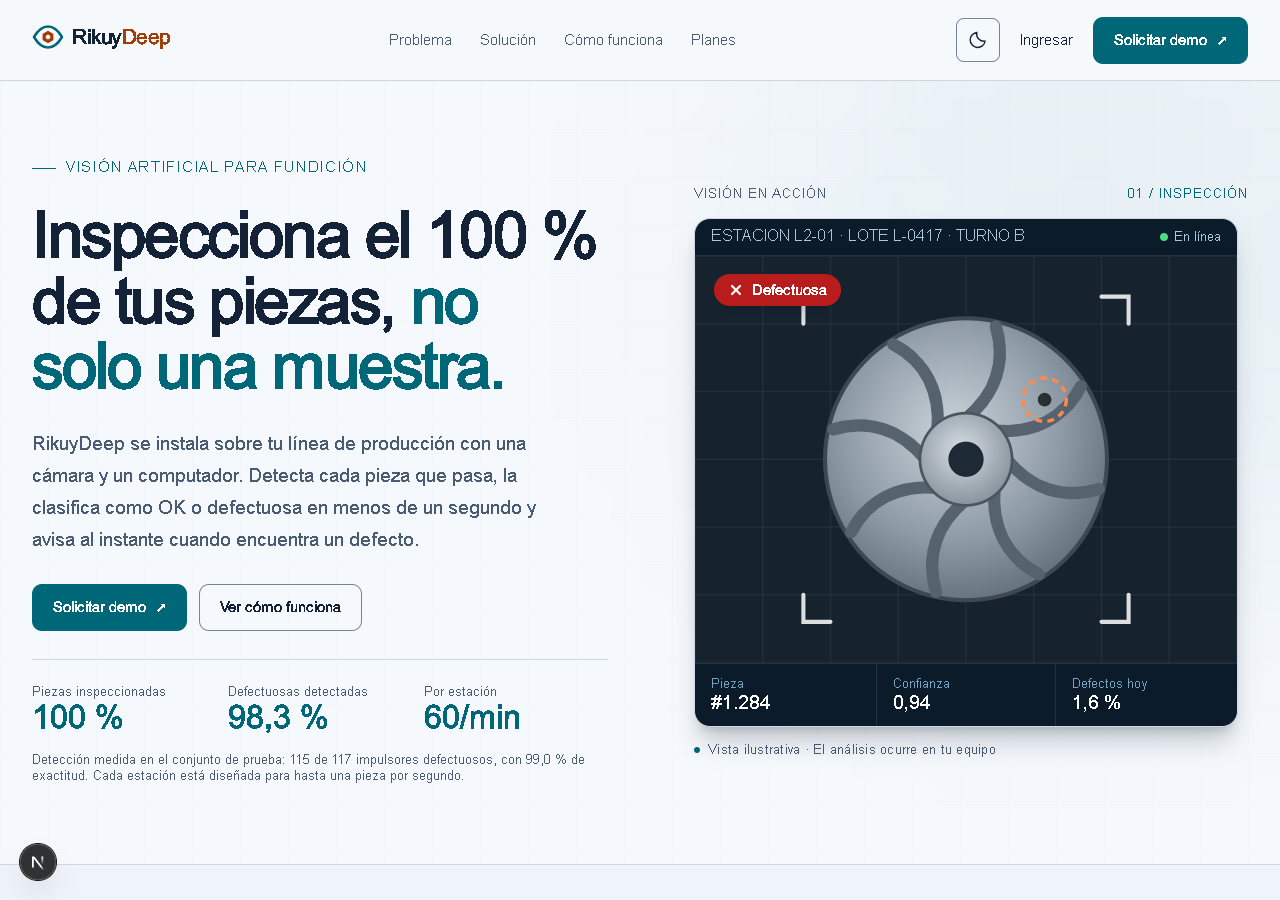 RikuyDeep
Problema
Solución
Cómo funciona
Planes
Ingresar
Solicitar demo ↗
VISIÓN ARTIFICIAL PARA FUNDICIÓN
Inspecciona el 100 %
de tus piezas, no
solo una muestra.
RikuyDeep se instala sobre tu línea de producción con una
cámara y un computador. Detecta cada pieza que pasa, la
clasifica como OK o defectuosa en menos de un segundo y
avisa al instante cuando encuentra un defecto.
Solicitar demo ↗
Ver cómo funciona
Piezas inspeccionadas
100 %
Defectuosas detectadas
98,3 %
Por estación
60/min
Detección medida en el conjunto de prueba: 115 de 117 impulsores defectuosos, con 99,0 % de
exactitud. Cada estación está diseñada para hasta una pieza por segundo.
VISIÓN EN ACCIÓN
01 / INSPECCIÓN
ESTACION L2-01 · LOTE L-0417 · TURNO B
En línea
Defectuosa
Pieza
#1.284
Confianza
0,94
Defectos hoy
1,6 %
Vista ilustrativa · El análisis ocurre en tu equipo
N